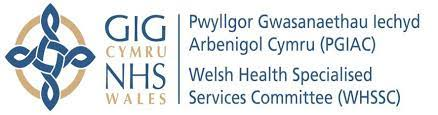 GIG
CYMRU
NHS
WALES
Pwyllgor Gwasanaethau Iechyd
Arbenigol Cymru (PGIAC)
Welsh Health Specialised
Services Committee (WHSSC)